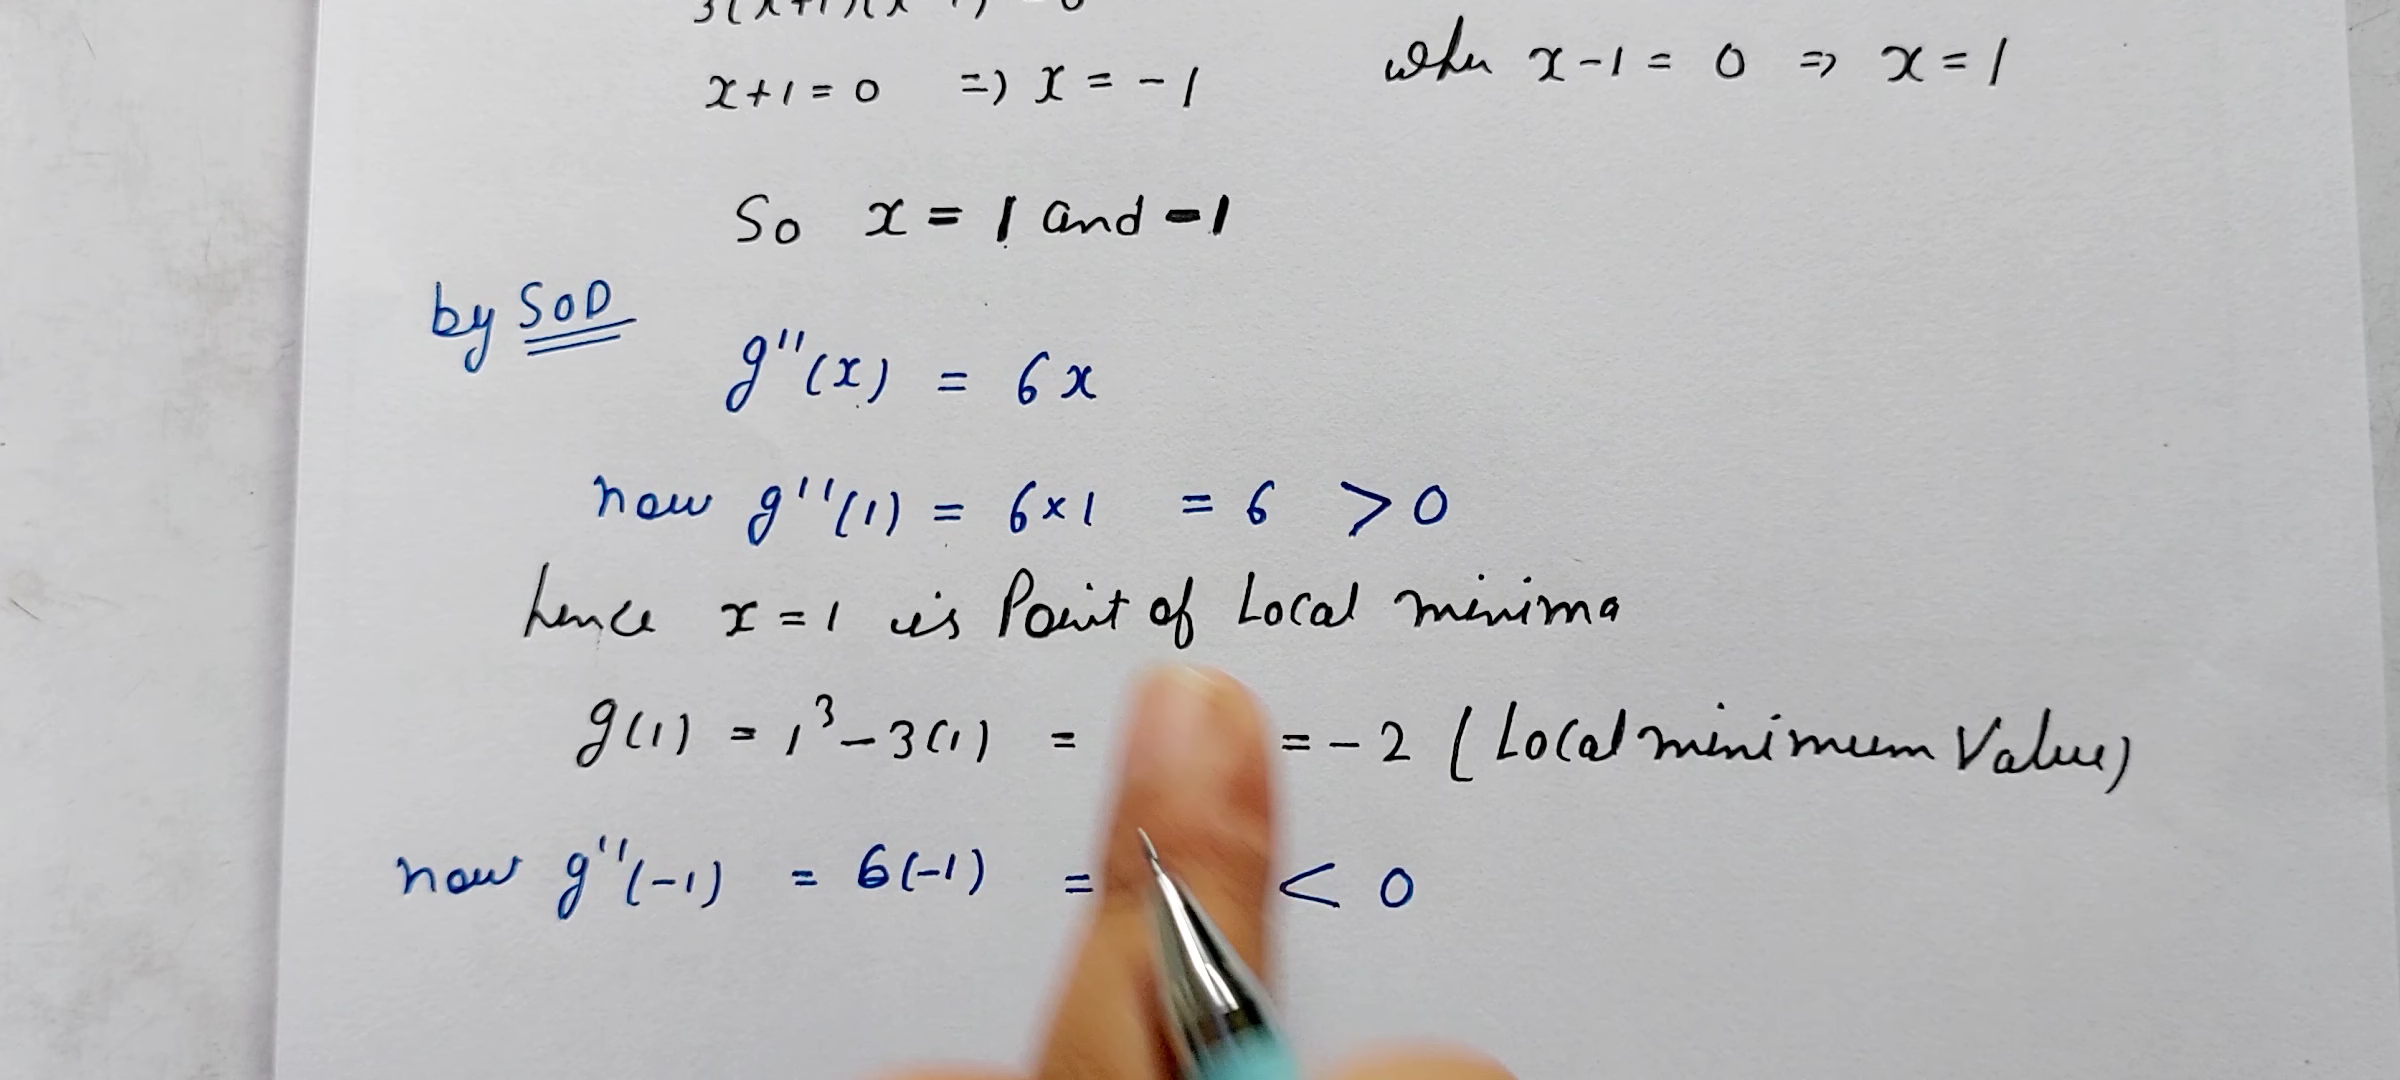 x+1=0 => x = -1 when x-1 = 0 => x = 1
So x = 1 and -1
by SOD
g''(x) = 6x
now g''(1) = 6×1 = 6 > 0
hence x = 1 is Point of Local minima
g(1) = 1³-3(1) = = -2 (Local minimum Value)
now g''(-1) = 6(-1) = < 0